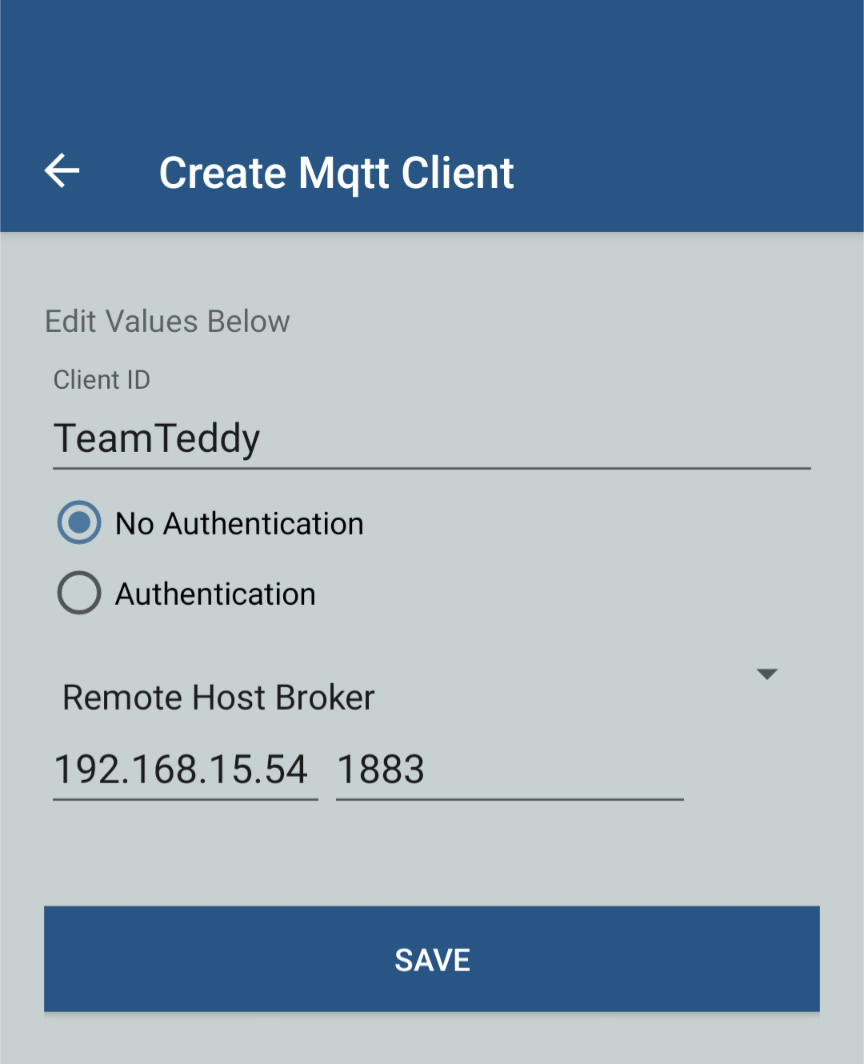 Create Mqtt Client
Edit Values Below
Client ID
TeamTeddy
No Authentication
Authentication
Remote Host Broker
192.168.15.54 1883
SAVE